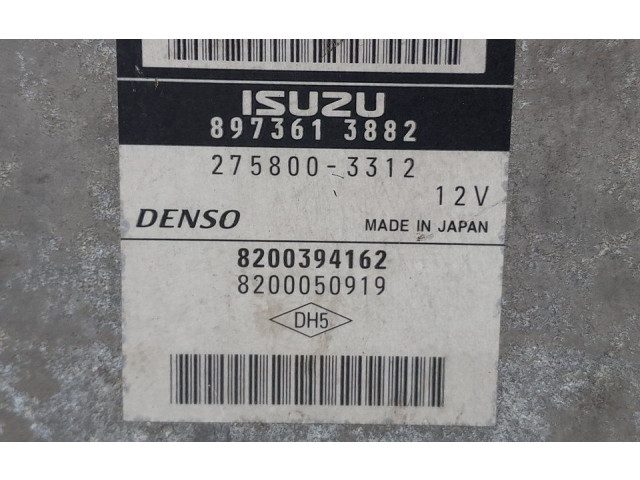 ISUZU
897361 3882
275800-3312
12V
DENSO MADE IN JAPAN
8200394162
8200050919
DH5